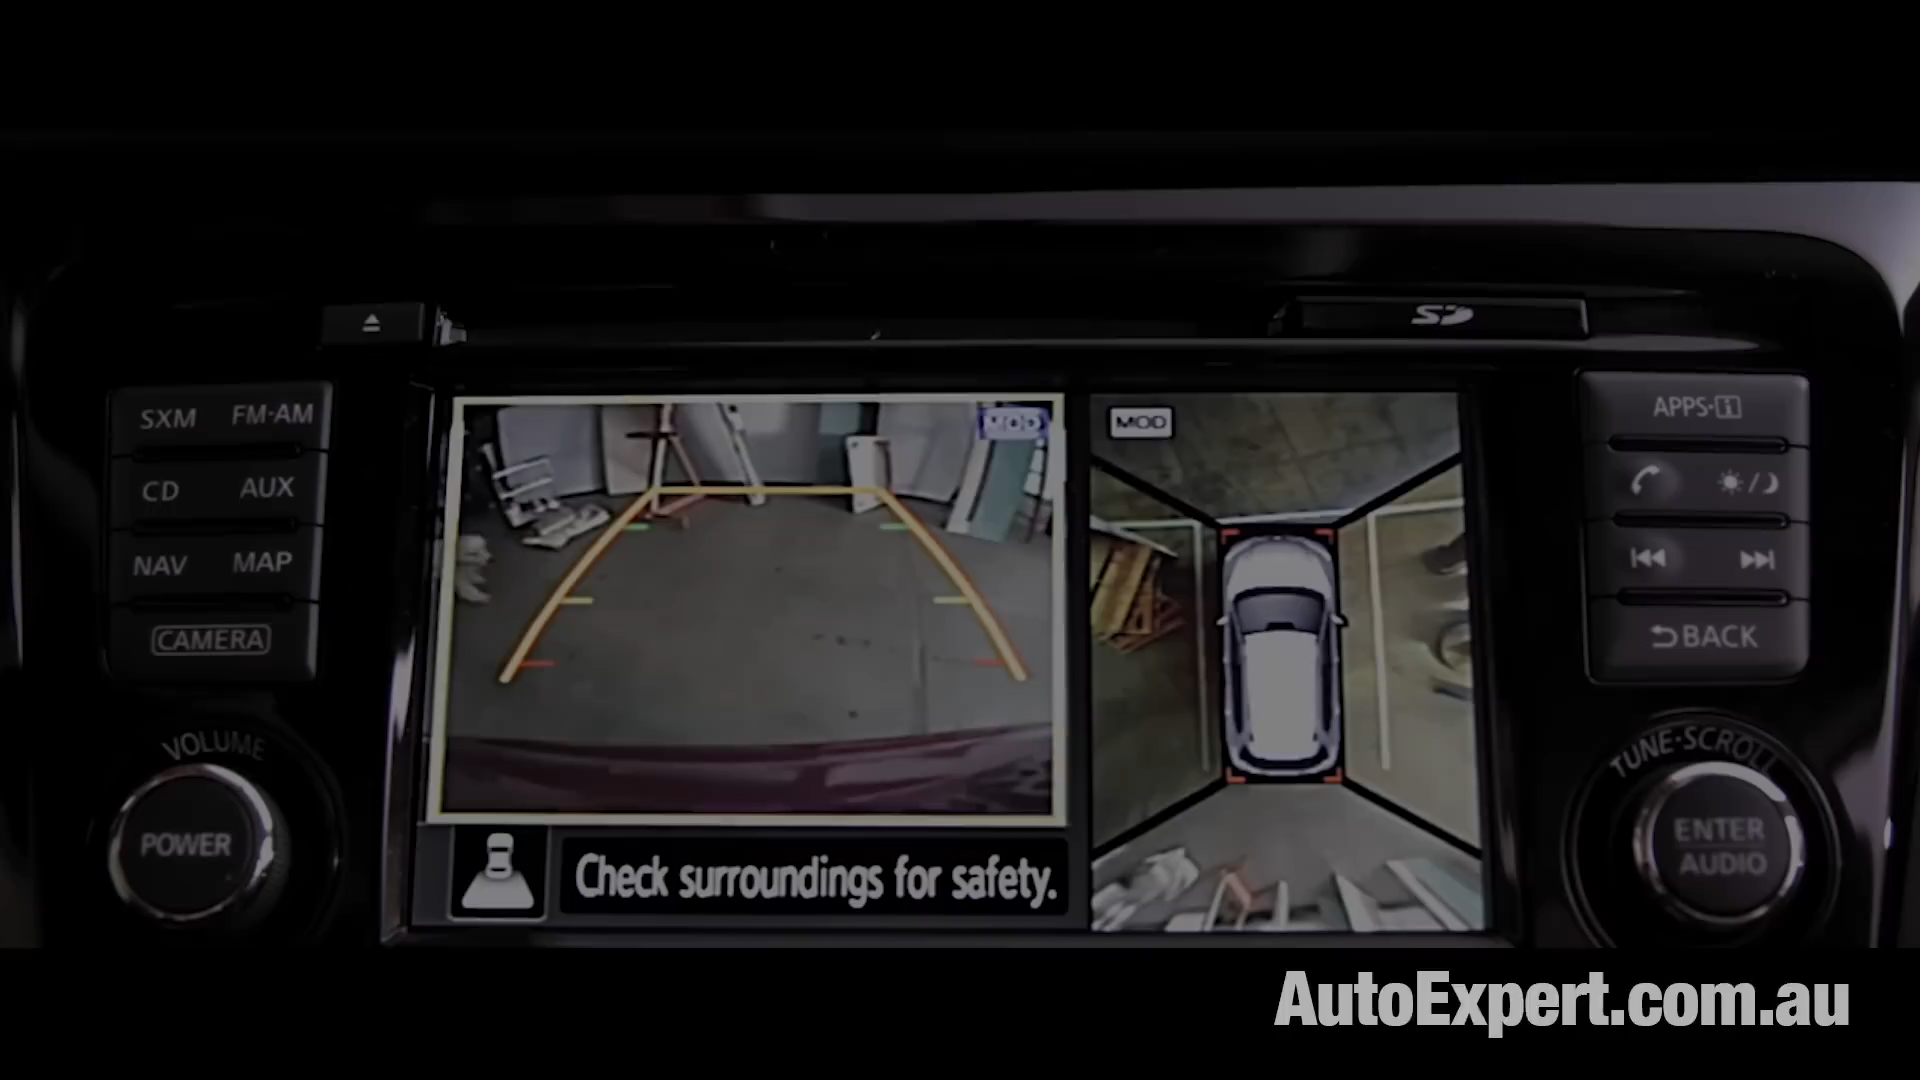 SD
SXM FM·AM
CD AUX
NAV MAP
CAMERA
VOLUME
POWER
MOD
MOD
Check surroundings for safety.
APPS·i
BACK
TUNE·SCROLL
ENTER
AUDIO
AutoExpert.com.au